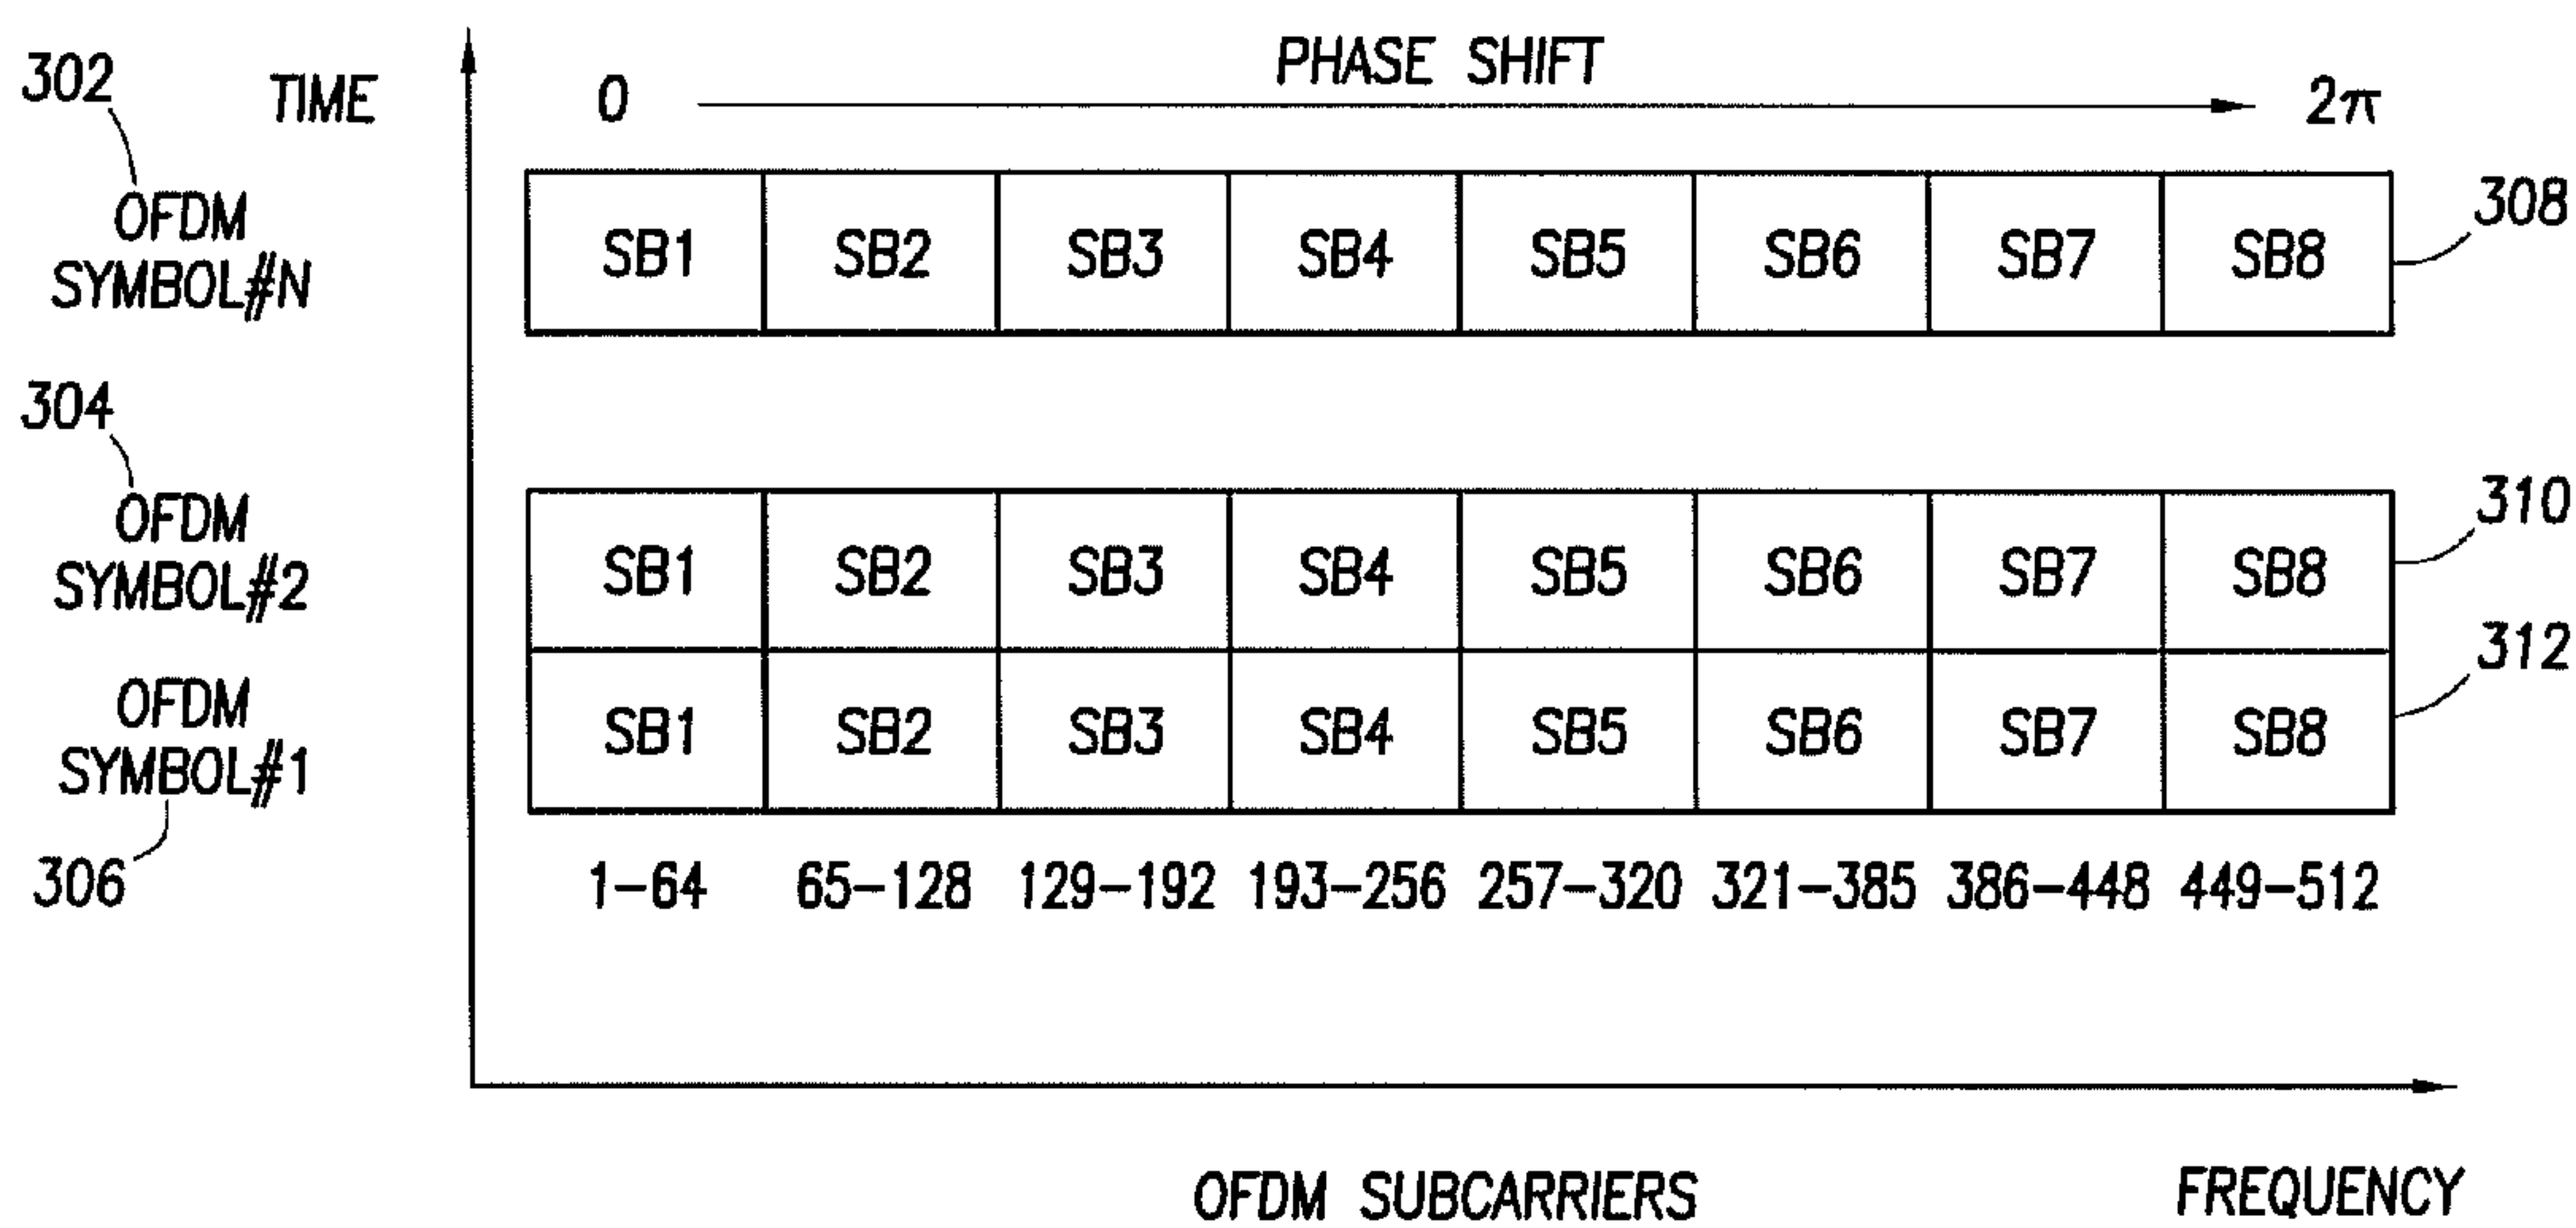 302
TIME
0
PHASE SHIFT
2π
OFDM
SYMBOL#N
SB1 SB2 SB3 SB4 SB5 SB6 SB7 SB8
308
304
OFDM
SYMBOL#2
SB1 SB2 SB3 SB4 SB5 SB6 SB7 SB8
310
OFDM
SYMBOL#1
SB1 SB2 SB3 SB4 SB5 SB6 SB7 SB8
312
306
1-64 65-128 129-192 193-256 257-320 321-385 386-448 449-512
OFDM SUBCARRIERS
FREQUENCY